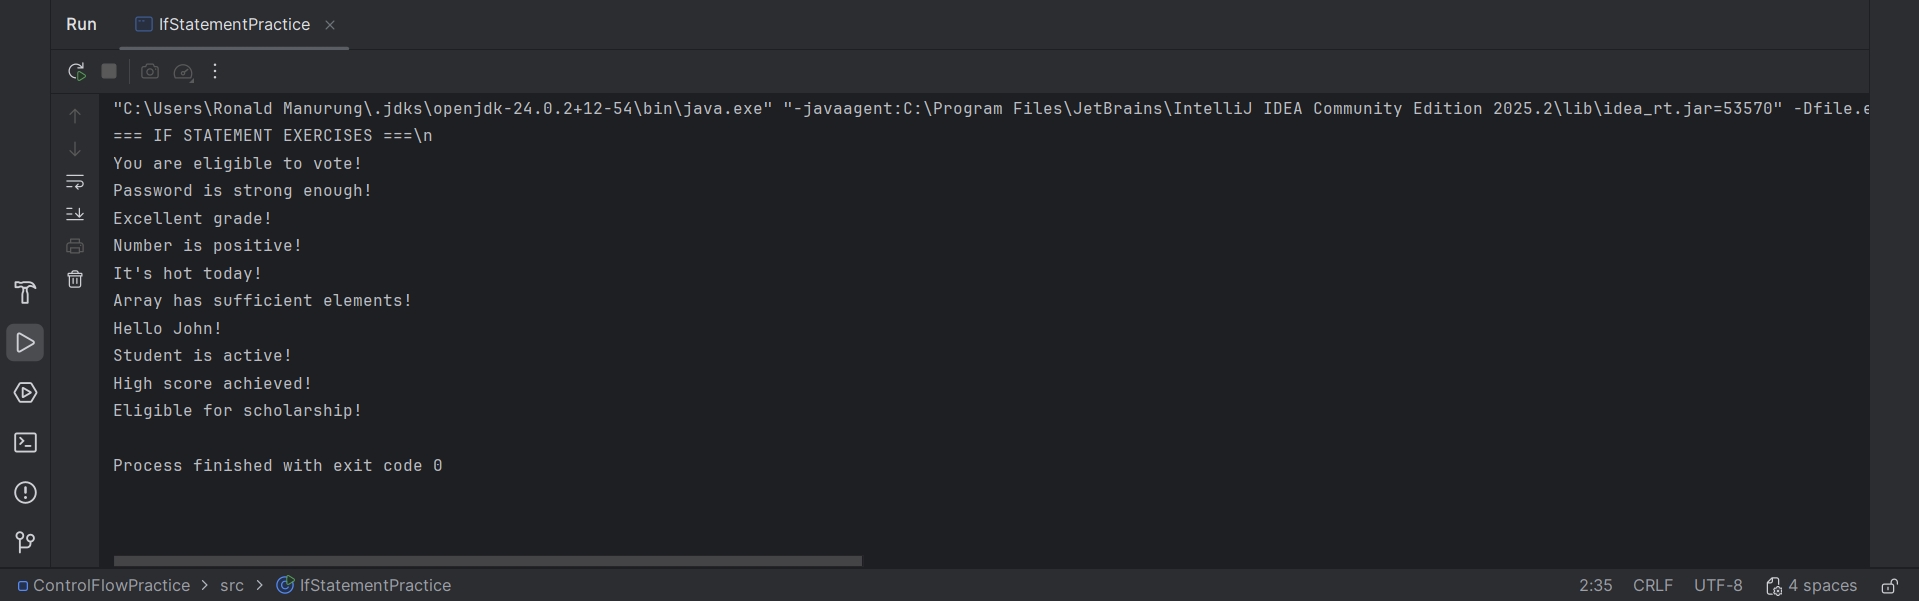 Run IfStatementPractice
"C:\Users\Ronald Manurung\.jdks\openjdk-24.0.2+12-54\bin\java.exe" "-javaagent:C:\Program Files\JetBrains\IntelliJ IDEA Community Edition 2025.2\lib\idea_rt.jar=53570" -Dfile.e
=== IF STATEMENT EXERCISES ===\n
You are eligible to vote!
Password is strong enough!
Excellent grade!
Number is positive!
It's hot today!
Array has sufficient elements!
Hello John!
Student is active!
High score achieved!
Eligible for scholarship!
Process finished with exit code 0
ControlFlowPractice > src > IfStatementPractice 2:35 CRLF UTF-8 4 spaces